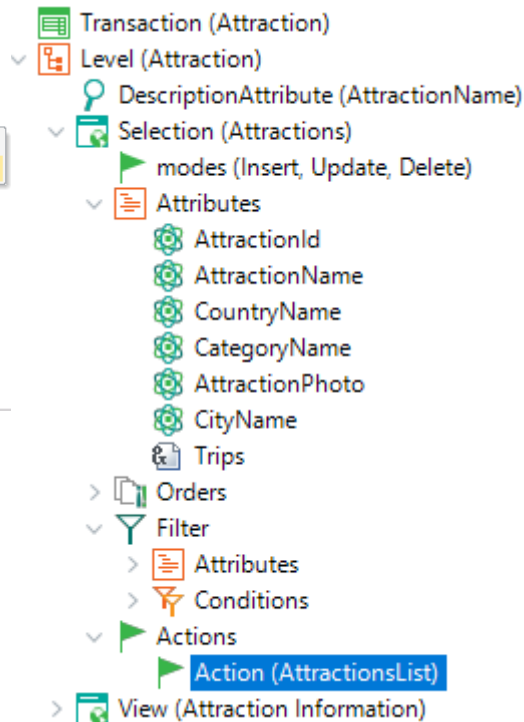 Transaction (Attraction)
Level (Attraction)
DescriptionAttribute (AttractionName)
Selection (Attractions)
modes (Insert, Update, Delete)
Attributes
AttractionId
AttractionName
CountryName
CategoryName
AttractionPhoto
CityName
& Trips
Orders
Filter
Attributes
Conditions
Actions
Action (AttractionsList)
View (Attraction Information)